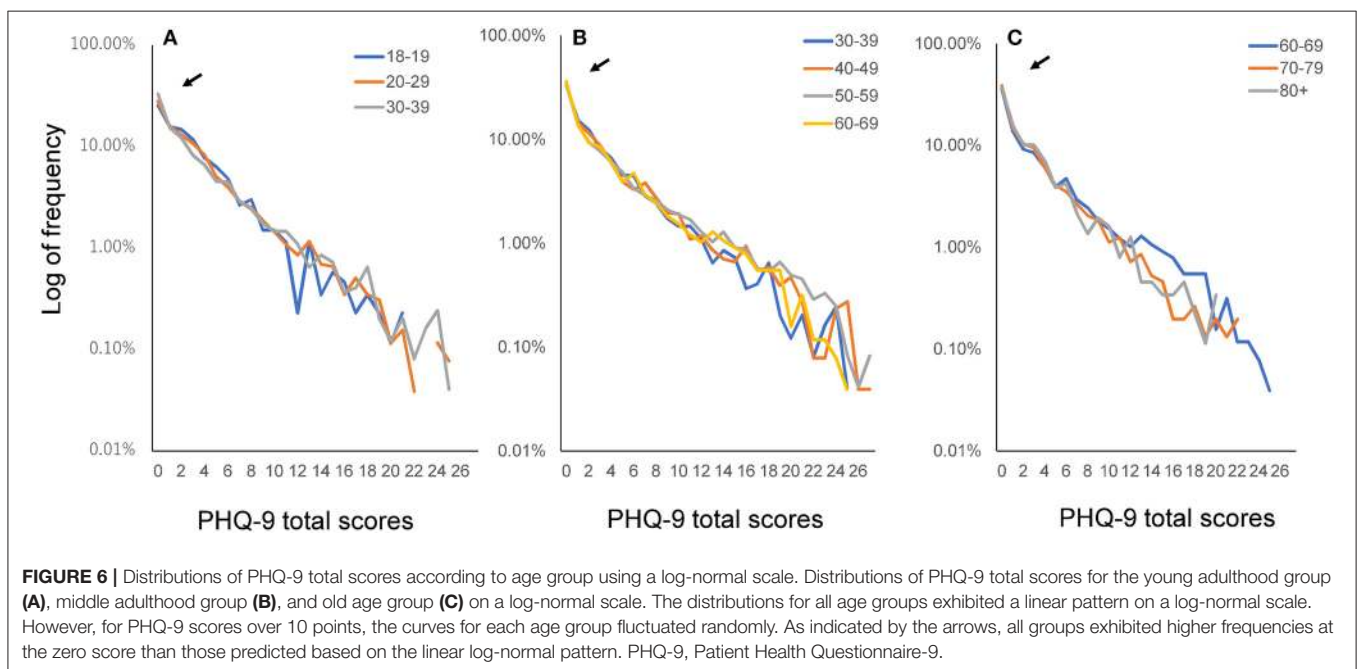 A
18-19
20-29
30-39
100.00%
10.00%
1.00%
0.10%
0.01%
Log of frequency
0 2 4 6 8 10 12 14 16 18 20 22 24 26
PHQ-9 total scores
B
30-39
40-49
50-59
60-69
100.00%
10.00%
1.00%
0.10%
0.01%
0 2 4 6 8 10 12 14 16 18 20 22 24 26
PHQ-9 total scores
C
60-69
70-79
80+
100.00%
10.00%
1.00%
0.10%
0.01%
0 2 4 6 8 10 12 14 16 18 20 22 24 26
PHQ-9 total scores
FIGURE 6 | Distributions of PHQ-9 total scores according to age group using a log-normal scale. Distributions of PHQ-9 total scores for the young adulthood group
(A), middle adulthood group (B), and old age group (C) on a log-normal scale. The distributions for all age groups exhibited a linear pattern on a log-normal scale.
However, for PHQ-9 scores over 10 points, the curves for each age group fluctuated randomly. As indicated by the arrows, all groups exhibited higher frequencies at
the zero score than those predicted based on the linear log-normal pattern. PHQ-9, Patient Health Questionnaire-9.